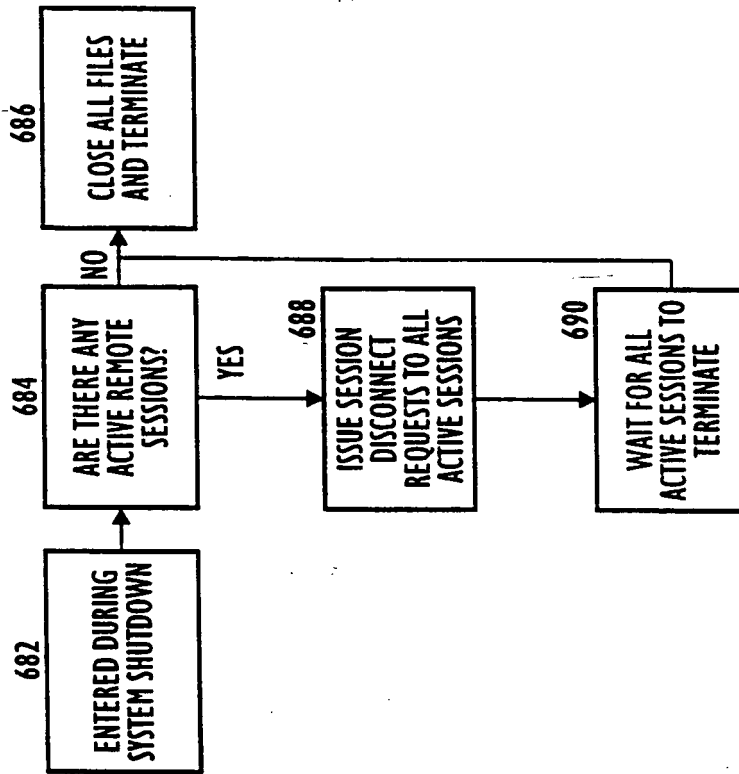 682
ENTERED DURING
SYSTEM SHUTDOWN
684
ARE THERE ANY
ACTIVE REMOTE
SESSIONS?
NO
686
CLOSE ALL FILES
AND TERMINATE
YES
688
ISSUE SESSION
DISCONNECT
REQUESTS TO ALL
ACTIVE SESSIONS
690
WAIT FOR ALL
ACTIVE SESSIONS TO
TERMINATE